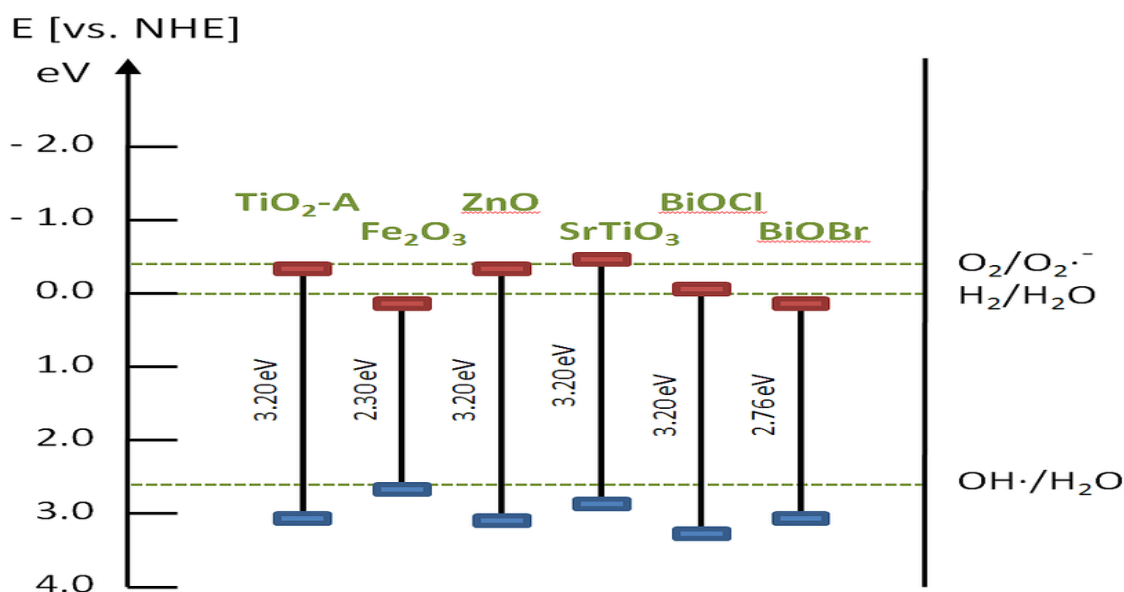 E [vs. NHE]
eV
- 2.0
- 1.0
0.0
1.0
2.0
3.0
4.0
TiO₂-A
Fe₂O₃
ZnO
SrTiO₃
BiOCl
BiOBr
3.20eV
2.30eV
3.20eV
3.20eV
3.20eV
2.76eV
O₂/O₂·⁻
H₂/H₂O
OH·/H₂O